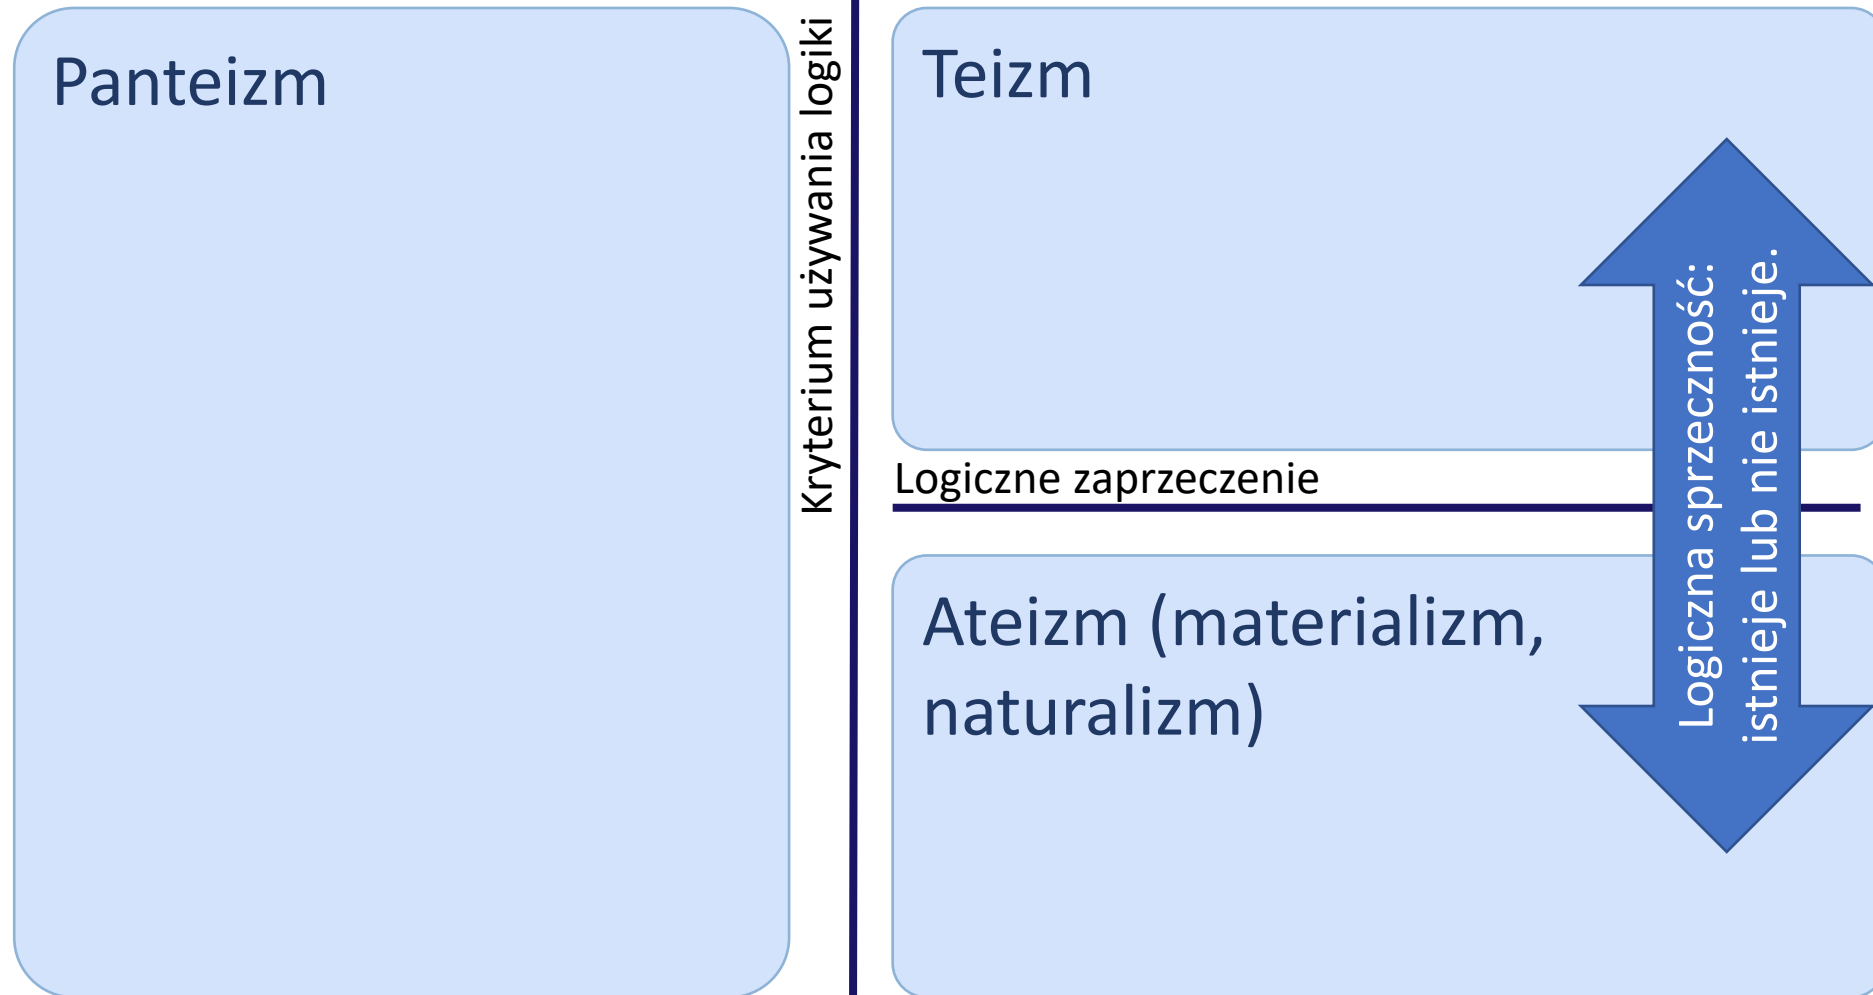 Panteizm
Kryterium używania logiki
Teizm
Logiczne zaprzeczenie
Ateizm (materializm,
naturalizm)
Logiczna sprzeczność:
istnieje lub nie istnieje.